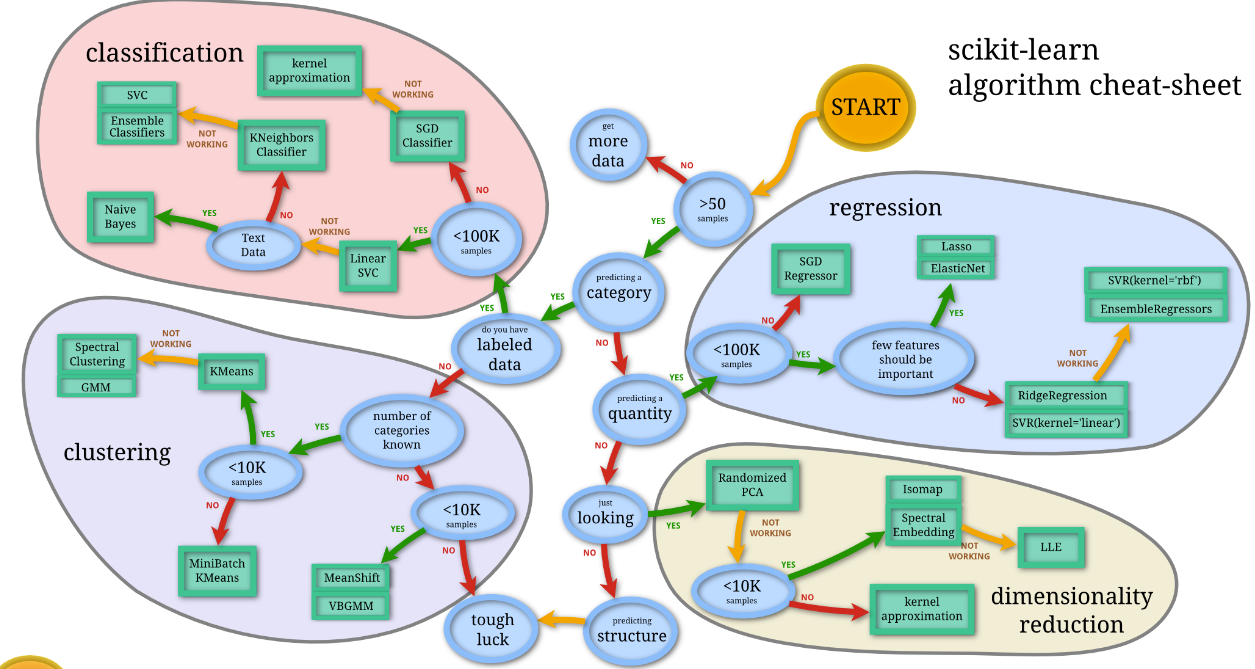 scikit-learn
algorithm cheat-sheet
START
>50
samples
NO
get
more
data
YES
predicting a
category
YES
NO
do you have
labeled
data
YES
NO
predicting a
quantity
YES
NO
just
looking
YES
NO
predicting
structure
tough
luck
classification
<100K
samples
YES
NO
SGD
Classifier
NOT
WORKING
kernel
approximation
Linear
SVC
NOT
WORKING
Text
Data
YES
NO
Naive
Bayes
KNeighbors
Classifier
NOT
WORKING
SVC
Ensemble
Classifiers
clustering
number of
categories
known
YES
NO
<10K
samples
YES
NO
KMeans
NOT
WORKING
Spectral
Clustering
GMM
MiniBatch
KMeans
<10K
samples
YES
NO
MeanShift
VBGMM
regression
<100K
samples
NO
YES
SGD
Regressor
few features
should be
important
YES
NO
Lasso
ElasticNet
RidgeRegression
SVR(kernel='linear')
NOT
WORKING
SVR(kernel='rbf')
EnsembleRegressors
dimensionality
reduction
Randomized
PCA
NOT
WORKING
<10K
samples
YES
NO
Isomap
Spectral
Embedding
NOT
WORKING
LLE
kernel
approximation